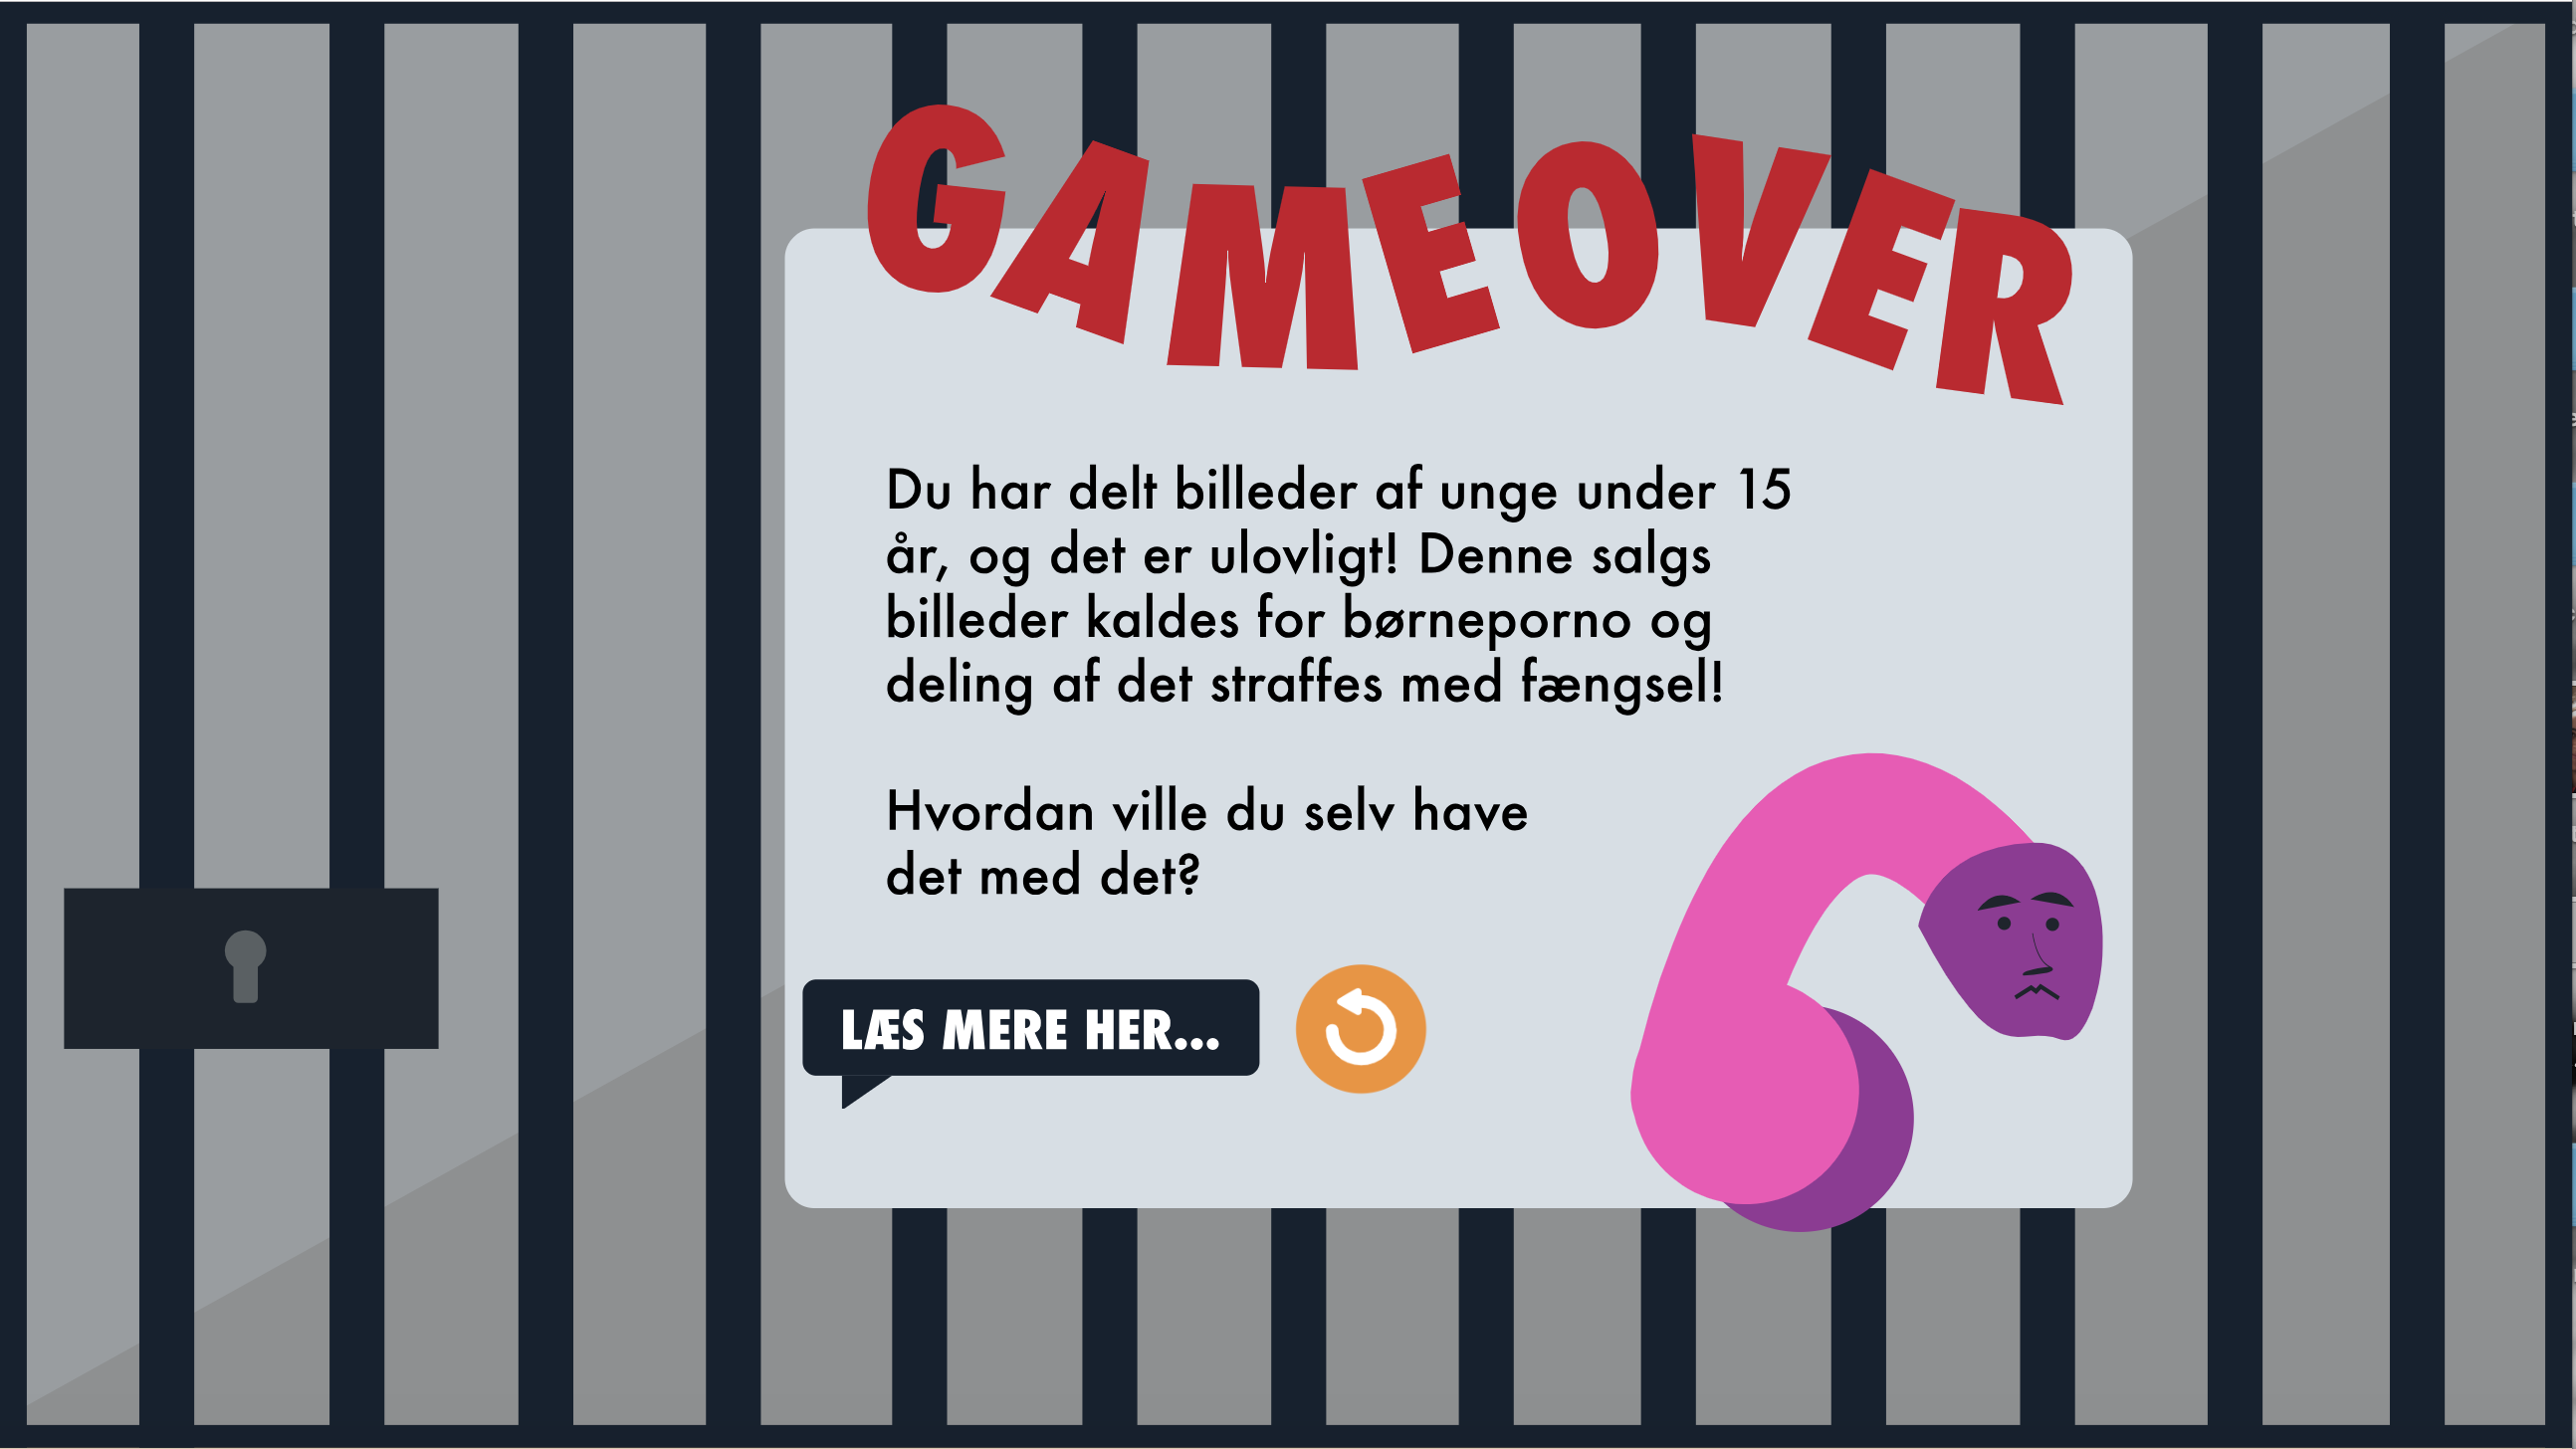 GAMEOVER
Du har delt billeder af unge under 15
år, og det er ulovligt! Denne salgs
billeder kaldes for børneporno og
deling af det straffes med fængsel!
Hvordan ville du selv have
det med det?
LÆS MERE HER...